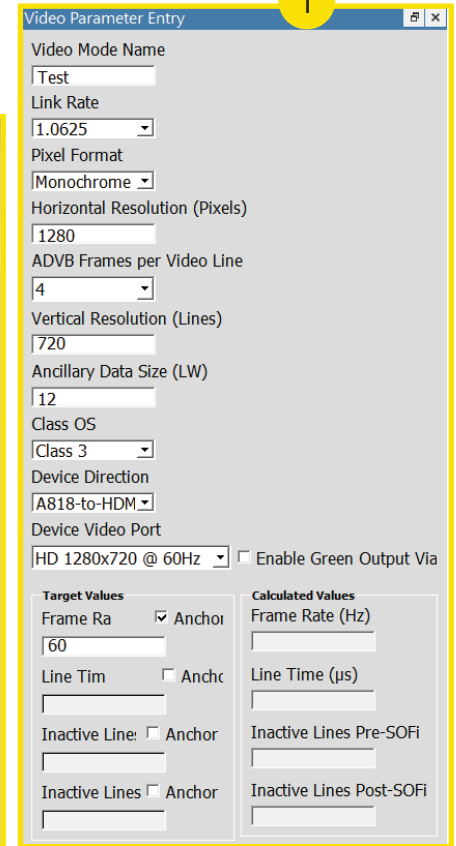 1
Video Parameter Entry
Video Mode Name
Test
Link Rate
1.0625
Pixel Format
Monochrome
Horizontal Resolution (Pixels)
1280
ADVB Frames per Video Line
4
Vertical Resolution (Lines)
720
Ancillary Data Size (LW)
12
Class OS
Class 3
Device Direction
A818-to-HDM
Device Video Port
HD 1280x720 @ 60Hz Enable Green Output Via
Target Values Calculated Values
Frame Ra Anchor Frame Rate (Hz)
60
Line Tim Anchc Line Time (µs)
Inactive Line: Anchor Inactive Lines Pre-SOFi
Inactive Lines Anchor Inactive Lines Post-SOFi